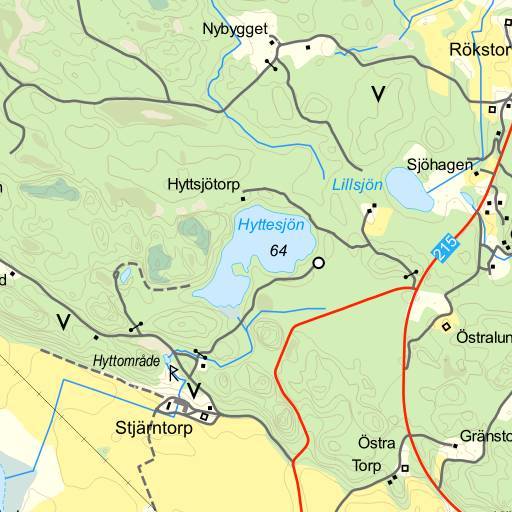 Nybygget
Rökstor
Sjöhagen
Hyttsjötorp
Lillsjön
Hyttesjön
64
215
d
Östralun
Hyttområde
Stjärntorp
Östra
Torp
Gränsto